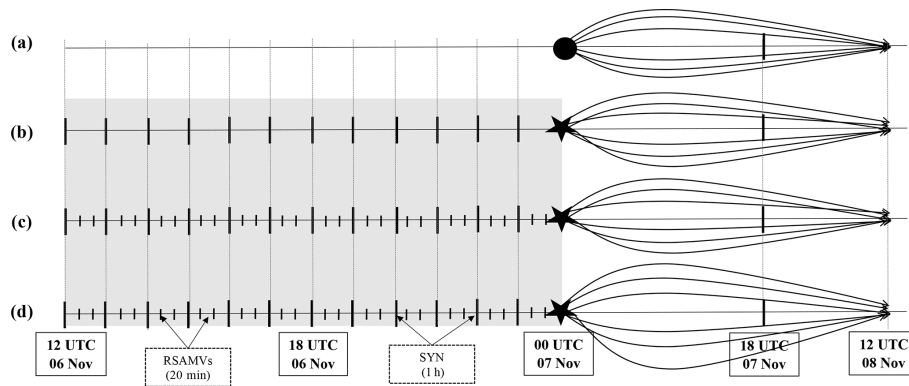 (a)
(b)
(c)
(d)
12 UTC
06 Nov
RSAMVs
(20 min)
18 UTC
06 Nov
SYN
(1 h)
00 UTC
07 Nov
18 UTC
07 Nov
12 UTC
08 Nov